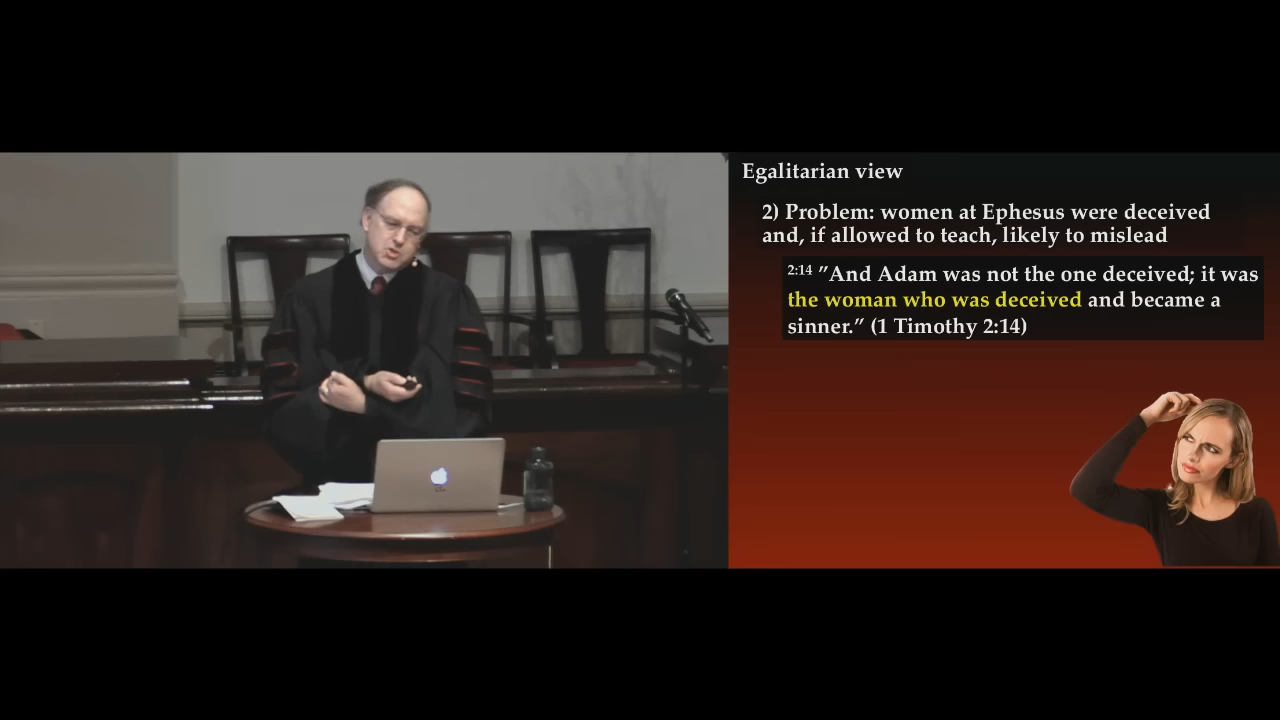 Egalitarian view
2) Problem: women at Ephesus were deceived
and, if allowed to teach, likely to mislead
2:14 ”And Adam was not the one deceived; it was
the woman who was deceived and became a
sinner.” (1 Timothy 2:14)